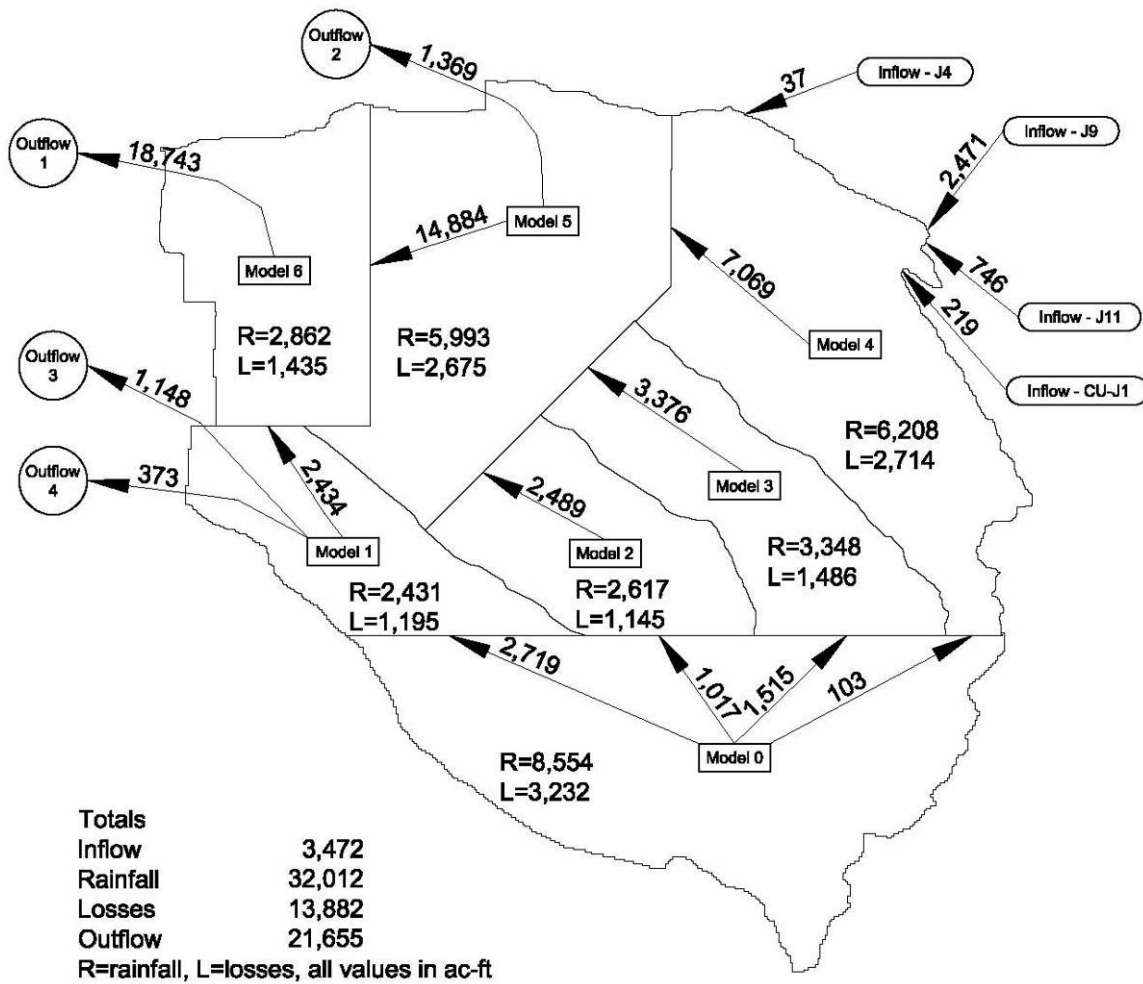 Outflow
2
1,369
37
Inflow - J4
Outflow
1
18,743
Inflow - J9
2,471
Model 5
14,884
Model 6
7,069
746
Inflow - J11
219
Inflow - CU-J1
Model 4
R=2,862
L=1,435
R=5,993
L=2,675
Outflow
3
1,148
3,376
R=6,208
L=2,714
Outflow
4
373
2,434
Model 1
2,489
Model 2
Model 3
R=3,348
L=1,486
R=2,431
L=1,195
R=2,617
L=1,145
2,719
1,017
1,515
103
Model 0
R=8,554
L=3,232
Totals
Inflow 3,472
Rainfall 32,012
Losses 13,882
Outflow 21,655
R=rainfall, L=losses, all values in ac-ft